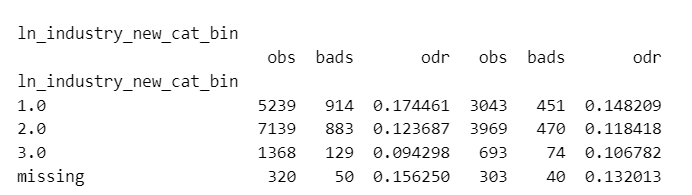 ln_industry_new_cat_bin
obs bads odr obs bads odr
ln_industry_new_cat_bin
1.0 5239 914 0.174461 3043 451 0.148209
2.0 7139 883 0.123687 3969 470 0.118418
3.0 1368 129 0.094298 693 74 0.106782
missing 320 50 0.156250 303 40 0.132013